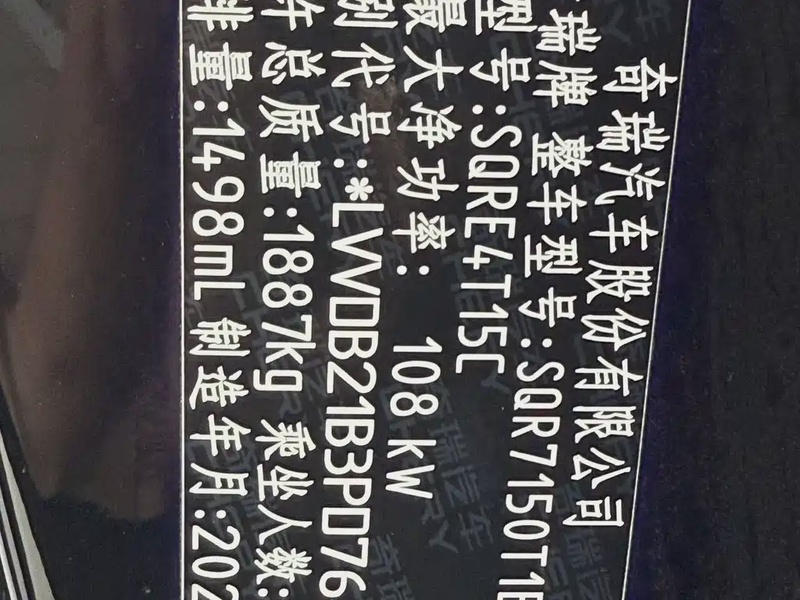 奇瑞汽车股份有限公司
瑞牌 整车型号:SQR7150T1
型号:SQRE4T15C
最大净功率: 108 kW
别代号:*LVVDB21B3PD76
许总质量:1887kg 乘坐人数:
排量:1498mL 制造年月:202